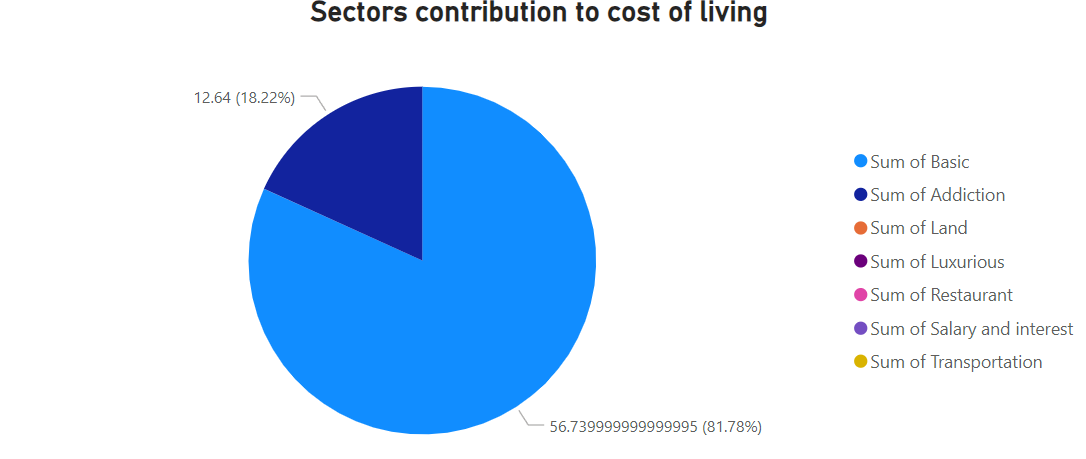 Sectors contribution to cost of living
12.64 (18.22%)
56.739999999999995 (81.78%)
Sum of Basic
Sum of Addiction
Sum of Land
Sum of Luxurious
Sum of Restaurant
Sum of Salary and interest
Sum of Transportation